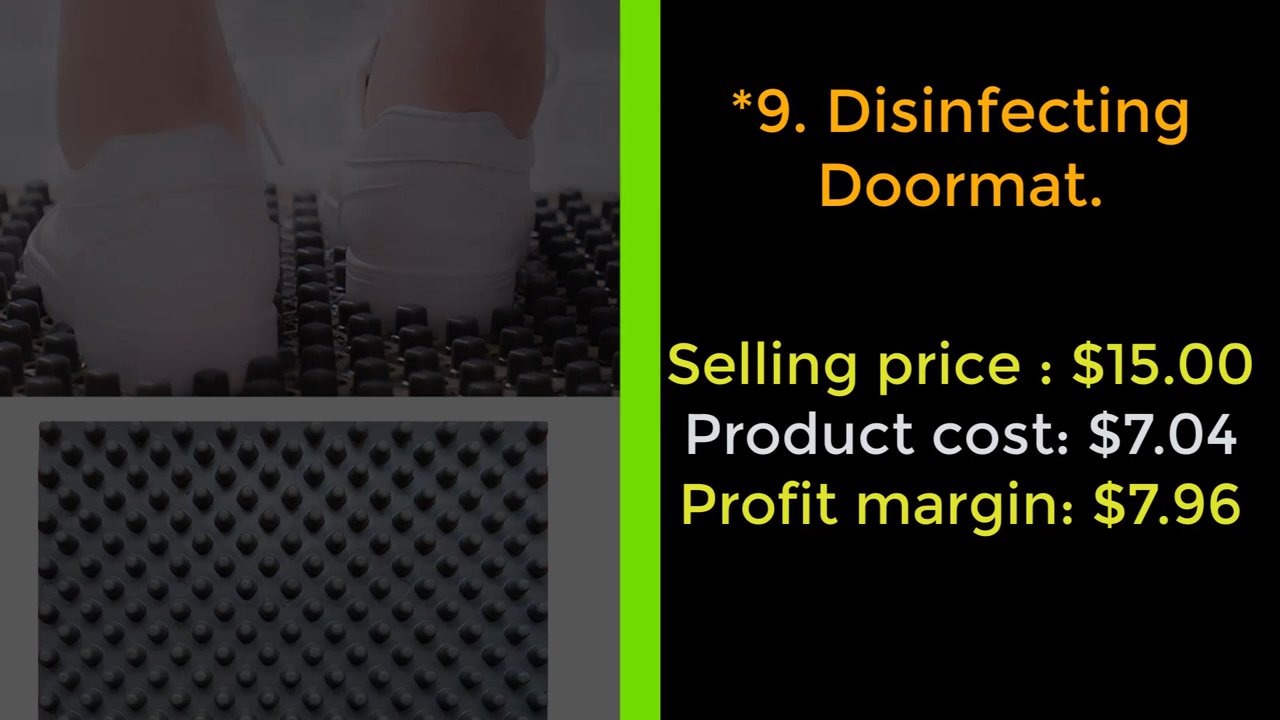 *9. Disinfecting
Doormat.
Selling price : $15.00
Product cost: $7.04
Profit margin: $7.96